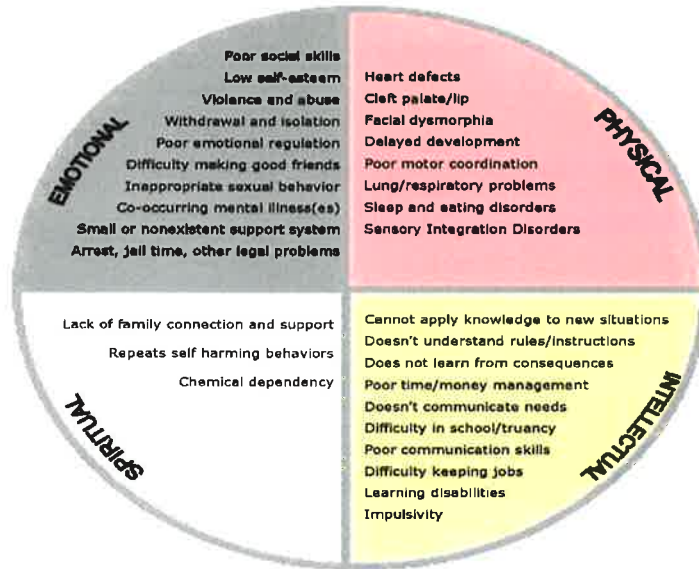 EMOTIONAL
Poor social skills
Low self-esteem
Violence and abuse
Withdrawal and isolation
Poor emotional regulation
Difficulty making good friends
Inappropriate sexual behavior
Co-occurring mental illness(es)
Small or nonexistent support system
Arrest, jail time, other legal problems
PHYSICAL
Heart defects
Cleft palate/lip
Facial dysmorphia
Delayed development
Poor motor coordination
Lung/respiratory problems
Sleep and eating disorders
Sensory Integration Disorders
SPIRITUAL
Lack of family connection and support
Repeats self harming behaviors
Chemical dependency
INTELLECTUAL
Cannot apply knowledge to new situations
Doesn't understand rules/instructions
Does not learn from consequences
Poor time/money management
Doesn't communicate needs
Difficulty in school/truancy
Poor communication skills
Difficulty keeping jobs
Learning disabilities
Impulsivity